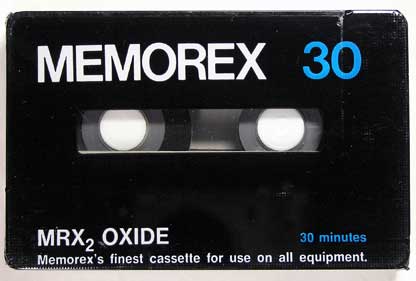 MEMOREX 30
MRX₂ OXIDE 30 minutes
Memorex's finest cassette for use on all equipment.